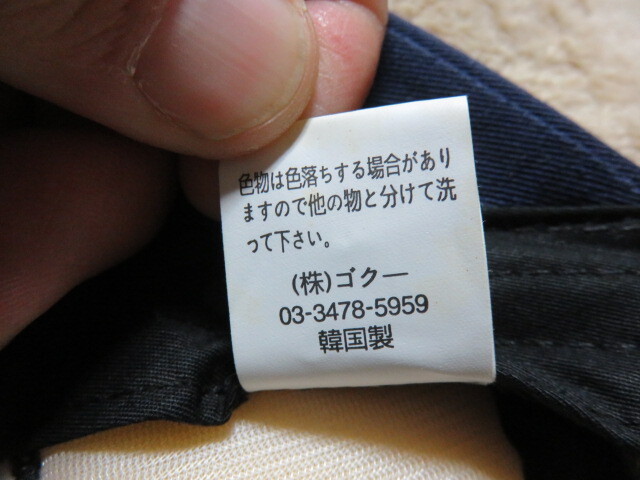 色物は色落ちする場合があり
ますので他の物と分けて洗
って下さい。
(株)ゴクー
03-3478-5959
韓国製